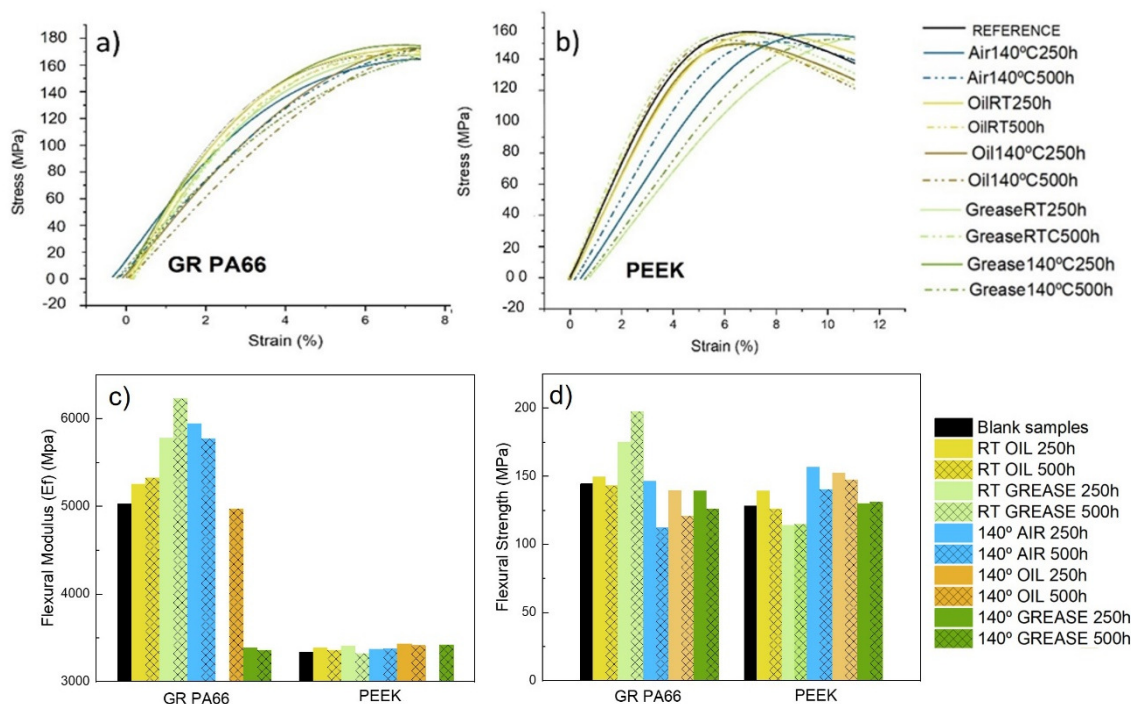 a)
180
160
140
120
100
80
60
40
20
0 0
-20
Stress (MPa)
GR PA66
0 2 4 6 8
Strain (%)
b)
160
140
120
100
80
60
40
20
0 0
-20
Stress (MPa)
PEEK
0 2 4 6 8 10 12
Strain (%)
REFERENCE
Air140ºC250h
Air140ºC500h
OilRT250h
OilRT500h
Oil140ºC250h
Oil140ºC500h
GreaseRT250h
GreaseRTC500h
Grease140ºC250h
Grease140ºC500h
c)
6000
5000
4000
3000
Flexural Modulus (Ef) (Mpa)
GR PA66 PEEK
d)
200
150
100
50
0
Flexural Strength (MPa)
GR PA66 PEEK
Blank samples
RT OIL 250h
RT OIL 500h
RT GREASE 250h
RT GREASE 500h
140º AIR 250h
140º AIR 500h
140º OIL 250h
140º OIL 500h
140º GREASE 250h
140º GREASE 500h